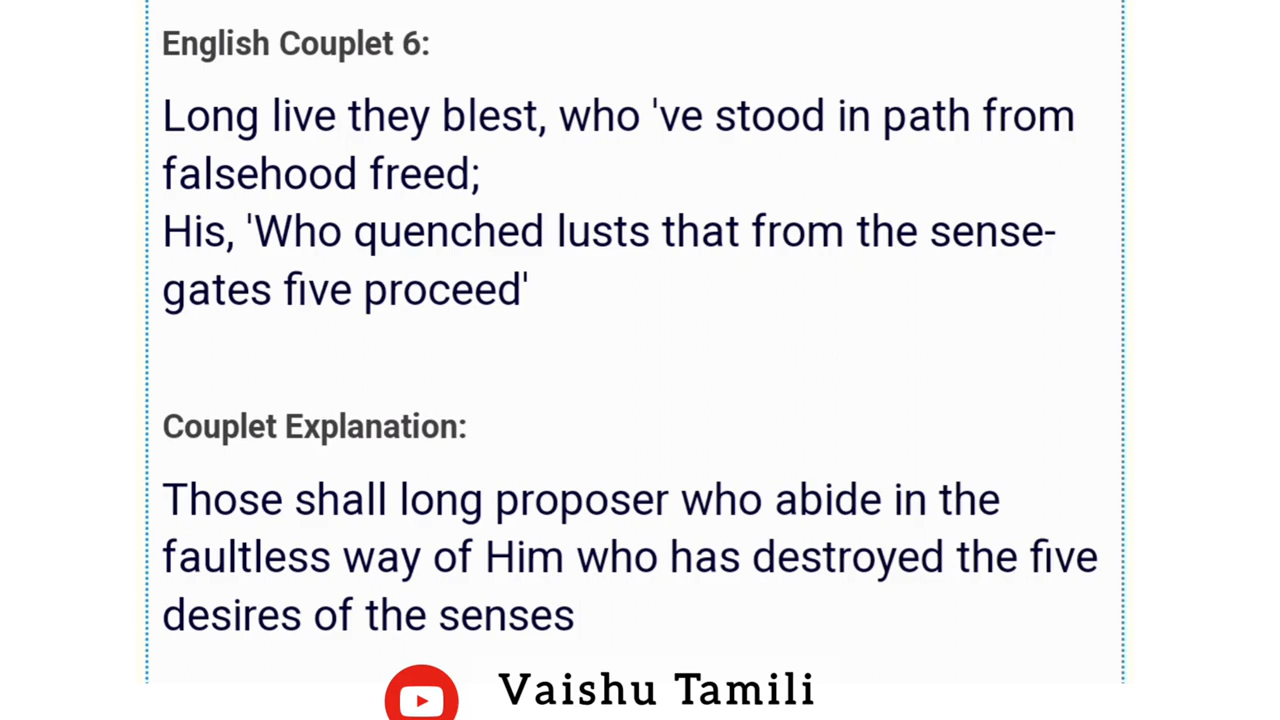 English Couplet 6:
Long live they blest, who 've stood in path from
falsehood freed;
His, 'Who quenched lusts that from the sense-
gates five proceed'
Couplet Explanation:
Those shall long proposer who abide in the
faultless way of Him who has destroyed the five
desires of the senses
Vaishu Tamili